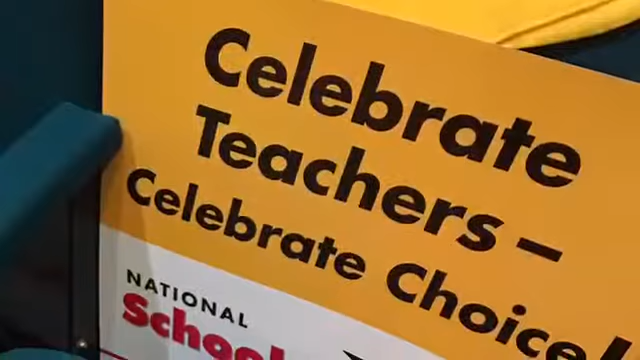 Celebrate
Teachers –
Celebrate Choice!
NATIONAL
School